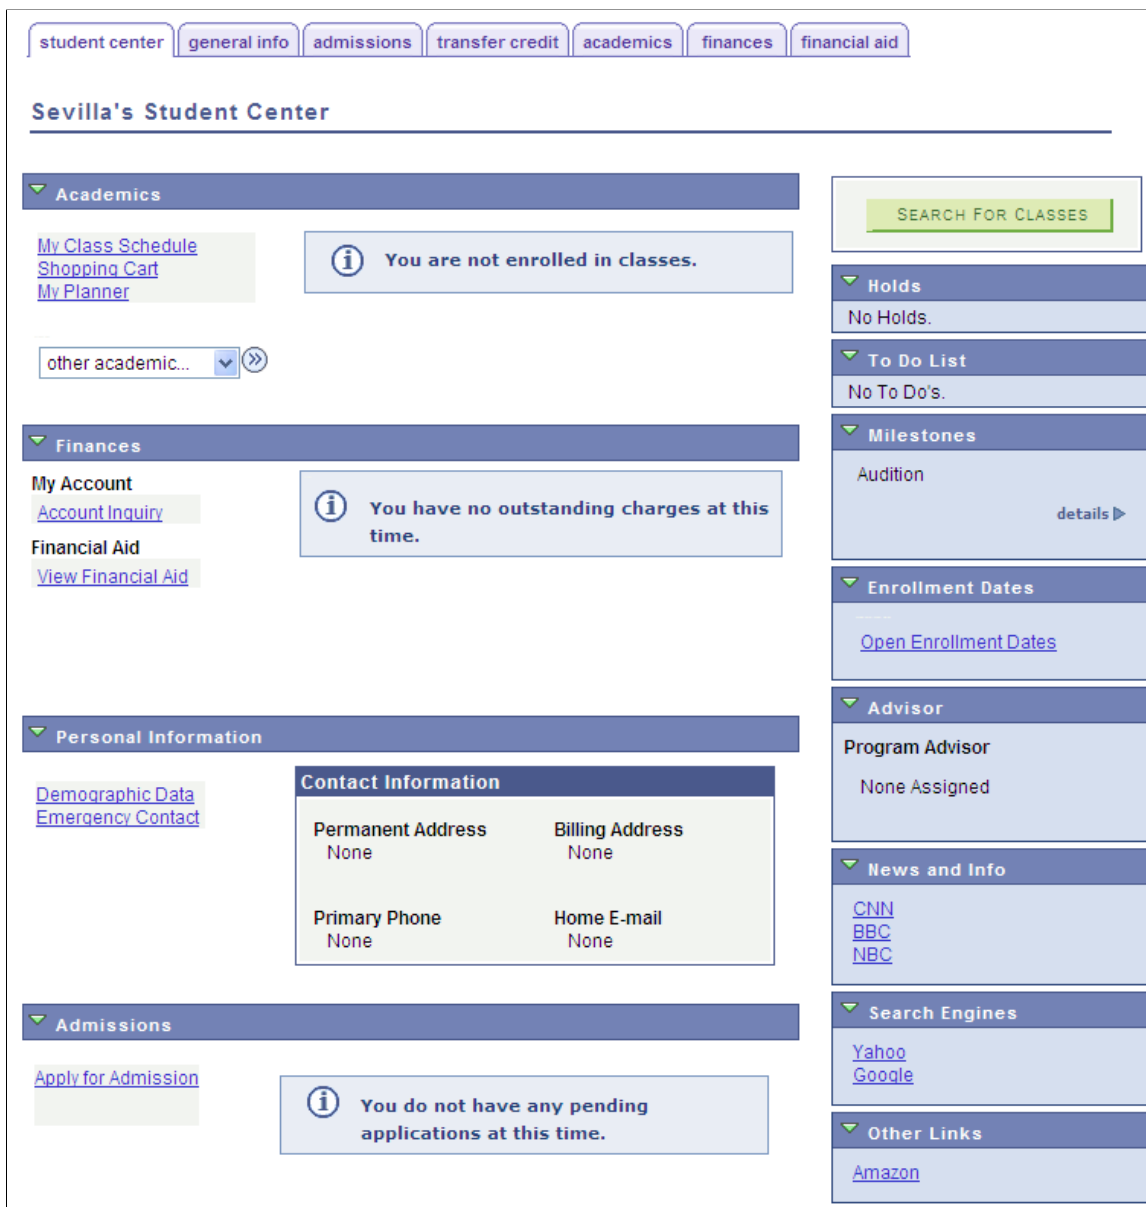 student center
general info
admissions
transfer credit
academics
finances
financial aid
Sevilla's Student Center
Academics
My Class Schedule
Shopping Cart
My Planner
You are not enrolled in classes.
other academic...
Finances
My Account
Account Inquiry
Financial Aid
View Financial Aid
You have no outstanding charges at this
time.
Personal Information
Demographic Data
Emergency Contact
Contact Information
Permanent Address
None
Billing Address
None
Primary Phone
None
Home E-mail
None
Admissions
Apply for Admission
You do not have any pending
applications at this time.
SEARCH FOR CLASSES
Holds
No Holds.
To Do List
No To Do's.
Milestones
Audition
details
Enrollment Dates
Open Enrollment Dates
Advisor
Program Advisor
None Assigned
News and Info
CNN
BBC
NBC
Search Engines
Yahoo
Google
Other Links
Amazon